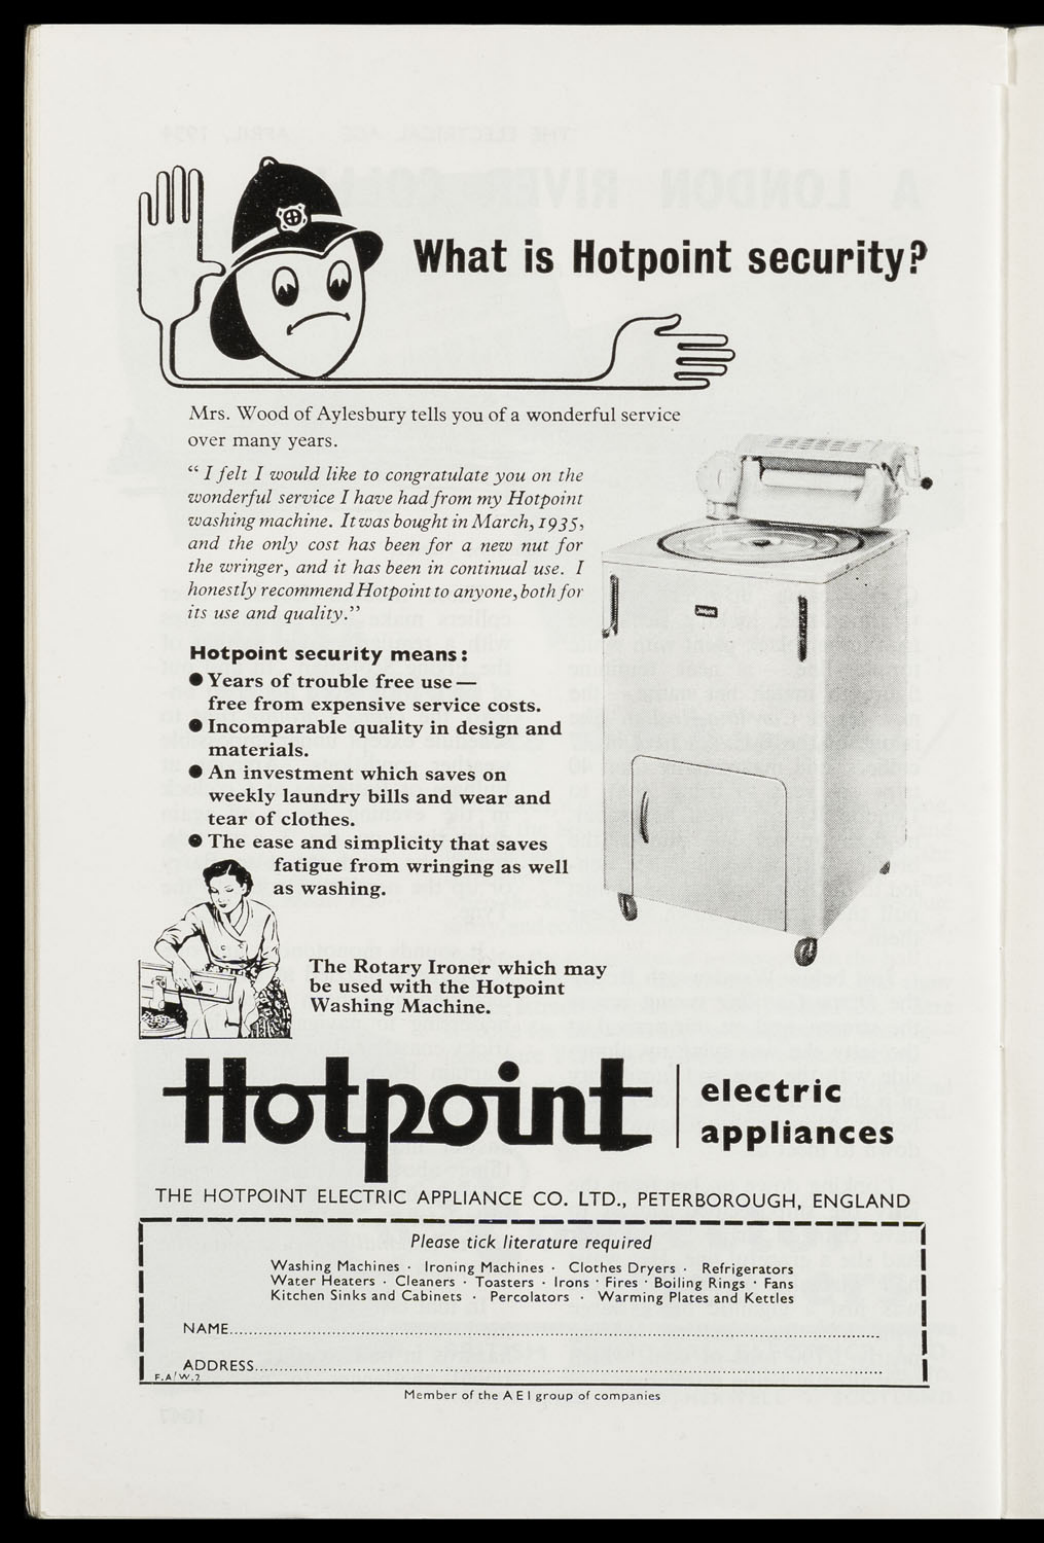 What is Hotpoint security?
Mrs. Wood of Aylesbury tells you of a wonderful service
over many years.
“ I felt I would like to congratulate you on the
wonderful service I have had from my Hotpoint
washing machine. It was bought in March, 1935,
and the only cost has been for a new nut for
the wringer, and it has been in continual use. I
honestly recommend Hotpoint to anyone, both for
its use and quality.”
Hotpoint security means :
● Years of trouble free use —
free from expensive service costs.
● Incomparable quality in design and
materials.
● An investment which saves on
weekly laundry bills and wear and
tear of clothes.
● The ease and simplicity that saves
fatigue from wringing as well
as washing.
The Rotary Ironer which may
be used with the Hotpoint
Washing Machine.
Hotpoint
electric
appliances
THE HOTPOINT ELECTRIC APPLIANCE CO. LTD., PETERBOROUGH, ENGLAND
Please tick literature required
Washing Machines · Ironing Machines · Clothes Dryers · Refrigerators
Water Heaters · Cleaners · Toasters · Irons · Fires · Boiling Rings · Fans
Kitchen Sinks and Cabinets · Percolators · Warming Plates and Kettles
NAME
ADDRESS
F.A/W.2
Member of the A E I group of companies